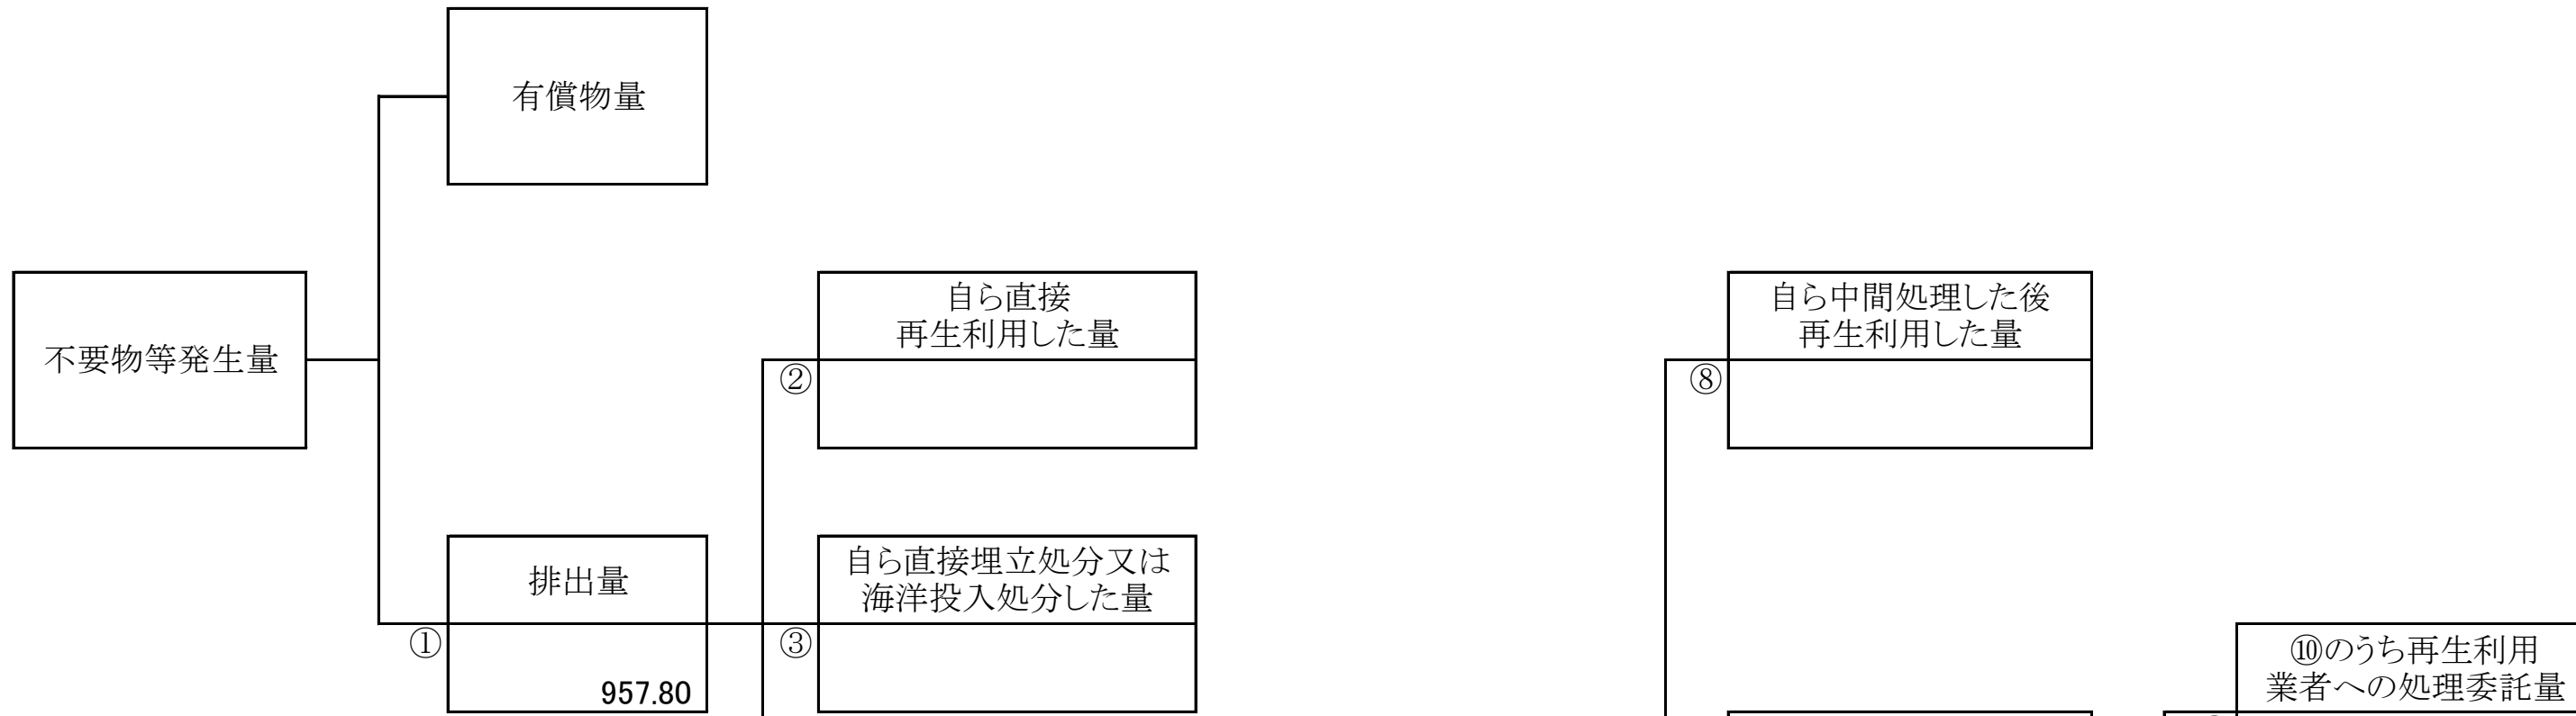 有償物量
不要物等発生量
自ら直接
再生利用した量
②
自ら中間処理した後
再生利用した量
⑧
排出量
①
957.80
自ら直接埋立処分又は
海洋投入処分した量
③
⑩のうち再生利用
業者への処理委託量